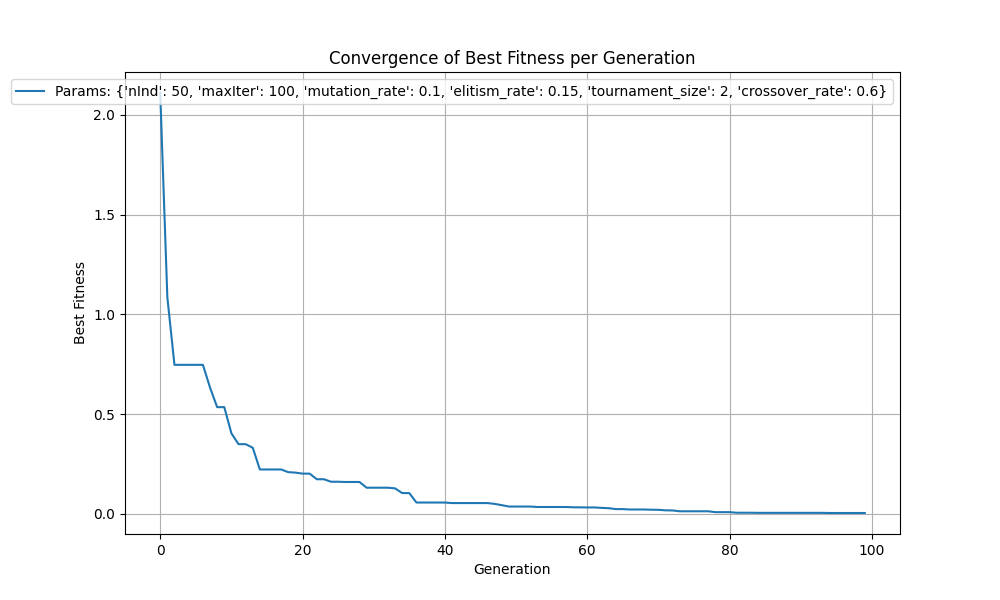 Convergence of Best Fitness per Generation
Params: {'nInd': 50, 'maxIter': 100, 'mutation_rate': 0.1, 'elitism_rate': 0.15, 'tournament_size': 2, 'crossover_rate': 0.6}
2.0
1.5
1.0
0.5
0.0
Best Fitness
0 20 40 60 80 100
Generation